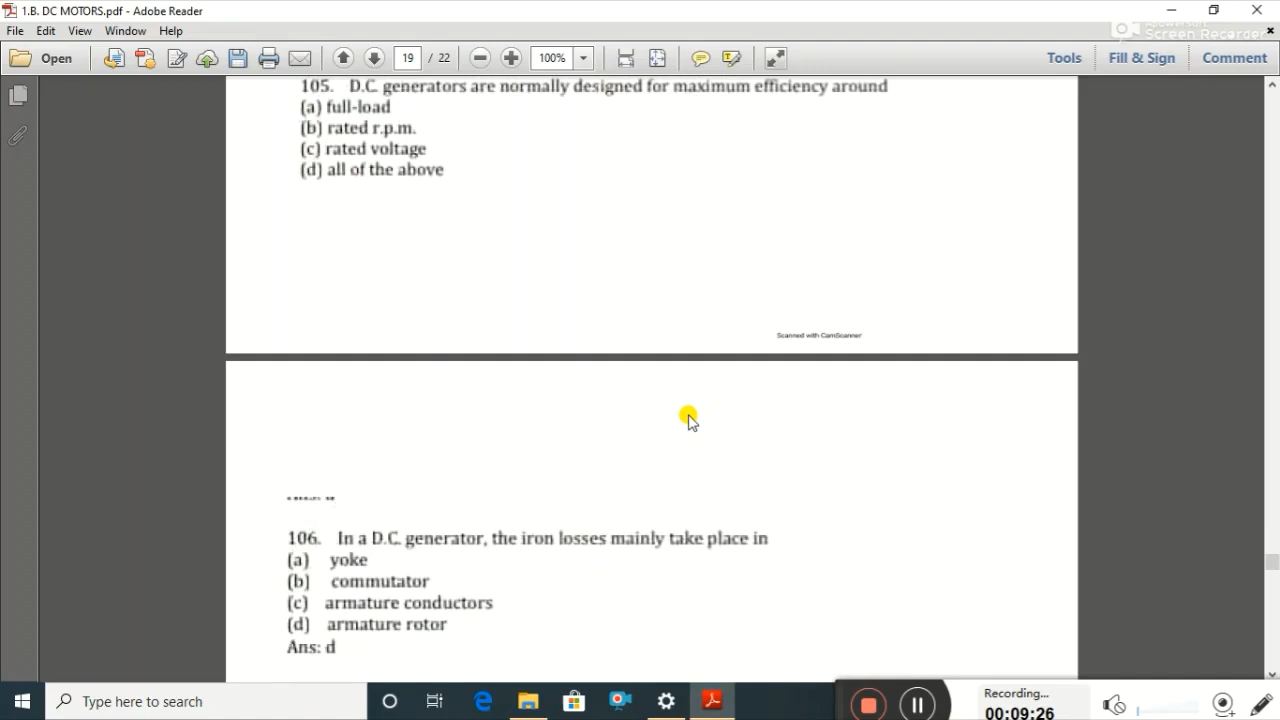 1.B. DC MOTORS.pdf - Adobe Reader
File Edit View Window Help
Screen Recorder
Open 19 / 22 100% Tools Fill & Sign Comment
105. D.C. generators are normally designed for maximum efficiency around
(a) full-load
(b) rated r.p.m.
(c) rated voltage
(d) all of the above
Scanned with CamScanner
106. In a D.C. generator, the iron losses mainly take place in
(a) yoke
(b) commutator
(c) armature conductors
(d) armature rotor
Ans: d
Type here to search
Recording...
00:09:26